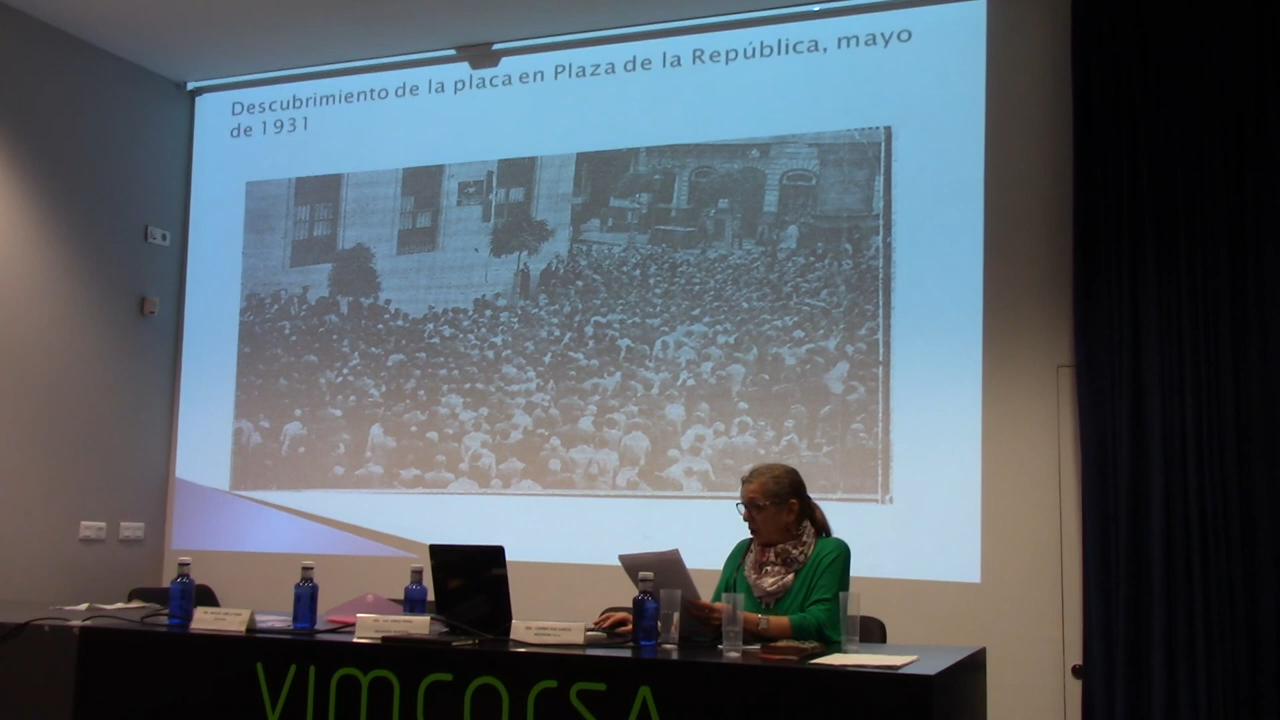 Descubrimiento de la placa en Plaza de la República, mayo
de 1931
VIMCORSA